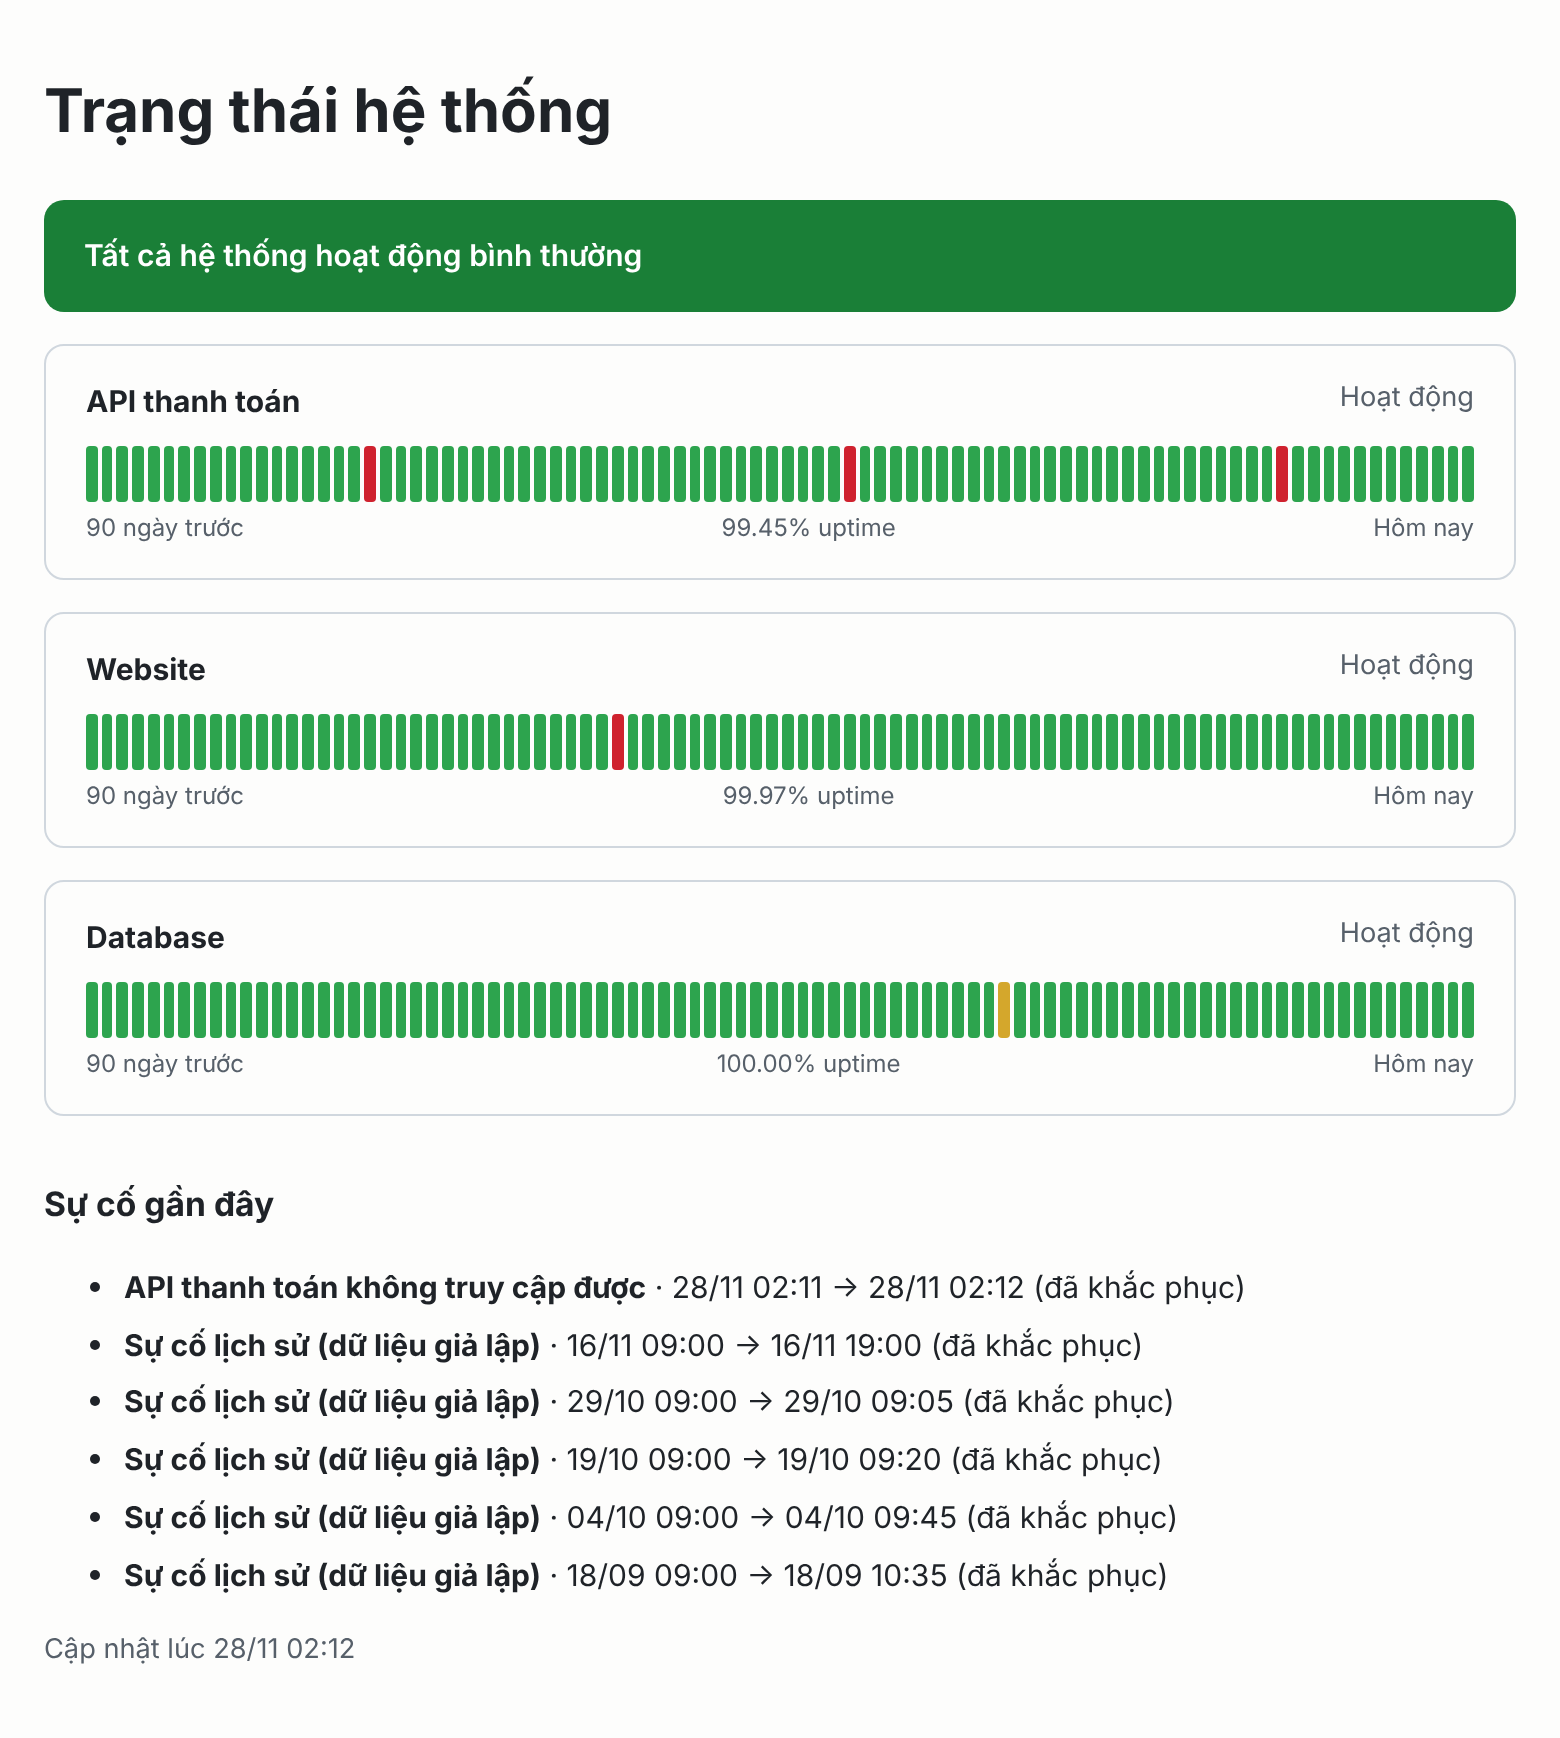 Trạng thái hệ thống
Tất cả hệ thống hoạt động bình thường
API thanh toán
Hoạt động
90 ngày trước
99.45% uptime
Hôm nay
Website
Hoạt động
90 ngày trước
99.97% uptime
Hôm nay
Database
Hoạt động
90 ngày trước
100.00% uptime
Hôm nay
Sự cố gần đây
• API thanh toán không truy cập được · 28/11 02:11 → 28/11 02:12 (đã khắc phục)
• Sự cố lịch sử (dữ liệu giả lập) · 16/11 09:00 → 16/11 19:00 (đã khắc phục)
• Sự cố lịch sử (dữ liệu giả lập) · 29/10 09:00 → 29/10 09:05 (đã khắc phục)
• Sự cố lịch sử (dữ liệu giả lập) · 19/10 09:00 → 19/10 09:20 (đã khắc phục)
• Sự cố lịch sử (dữ liệu giả lập) · 04/10 09:00 → 04/10 09:45 (đã khắc phục)
• Sự cố lịch sử (dữ liệu giả lập) · 18/09 09:00 → 18/09 10:35 (đã khắc phục)
Cập nhật lúc 28/11 02:12